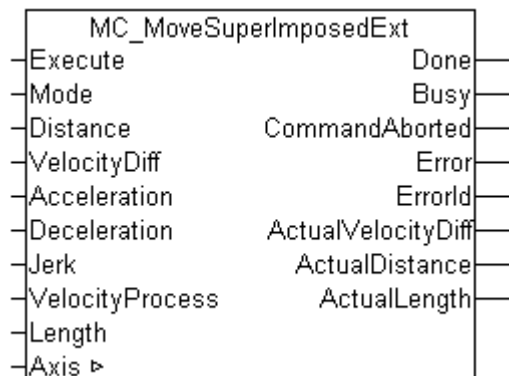 MC_MoveSuperImposedExt
Execute Done
Mode Busy
Distance CommandAborted
VelocityDiff Error
Acceleration ErrorId
Deceleration ActualVelocityDiff
Jerk ActualDistance
VelocityProcess ActualLength
Length
Axis ▹